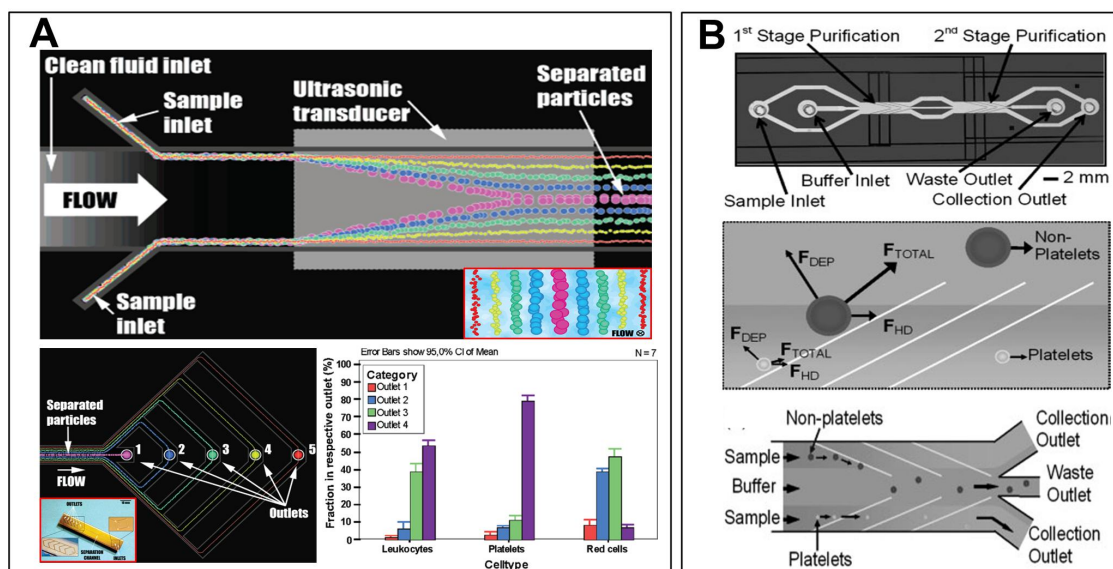 A
Clean fluid inlet
Sample
inlet
Ultrasonic
transducer
Separated
particles
FLOW
Sample
inlet
FLOW
Separated
particles
1 2 3 4 5
FLOW
Outlets
OUTLETS
SEPARATION
CHANNEL
INLETS
Error Bars show 95,0% CI of Mean
N = 7
Category
Outlet 1
Outlet 2
Outlet 3
Outlet 4
Fraction in respective outlet (%)
100
90
80
70
60
50
40
30
20
10
0
Leukocytes Platelets Red cells
Celltype
B
1st Stage Purification
2nd Stage Purification
Buffer Inlet
Waste Outlet
2 mm
Sample Inlet
Collection Outlet
Non-
Platelets
FDEP
FTOTAL
FHD
FDEP
FTOTAL
FHD
Platelets
Non-platelets
Collection
Outlet
Sample
Buffer
Waste
Outlet
Sample
Platelets
Collection
Outlet